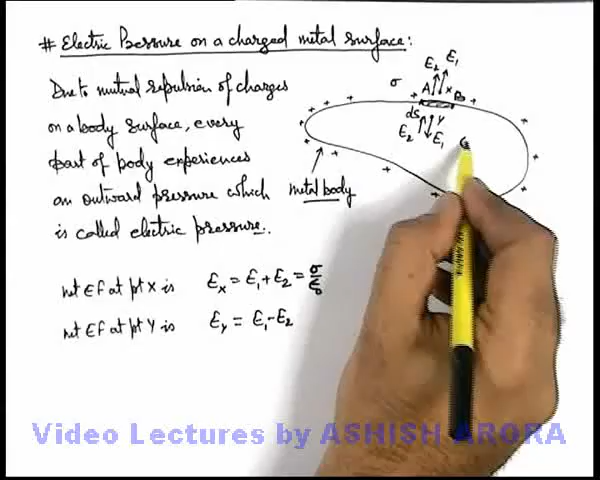 # Electric Pressure on a charged metal surface:
Due to mutual repulsion of charges
on a body surface, every
part of body experiences
an outward pressure which
is called electric pressure..
net EF at pt X is Ex = E1 + E2 = σ/ε0
net EF at pt Y is Ey = E1 - E2
E2 E1
σ A x B
ds y
E2 E1
metal body
Video Lectures by ASHISH ARORA